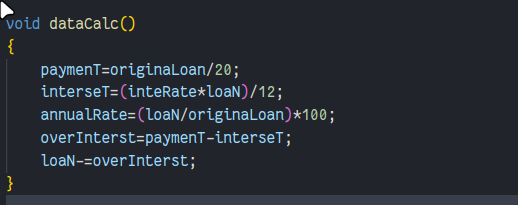 void dataCalc()
{
paymenT=originaLoan/20;
interseT=(inteRate*loaN)/12;
annualRate=(loaN/originaLoan)*100;
overInterst=paymenT-interseT;
loaN-=overInterst;
}